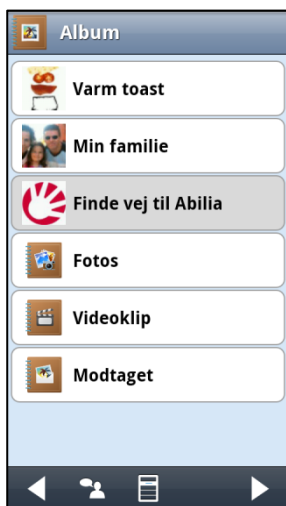 Album
Varm toast
Min familie
Finde vej til Abilia
Fotos
Videoklip
Modtaget